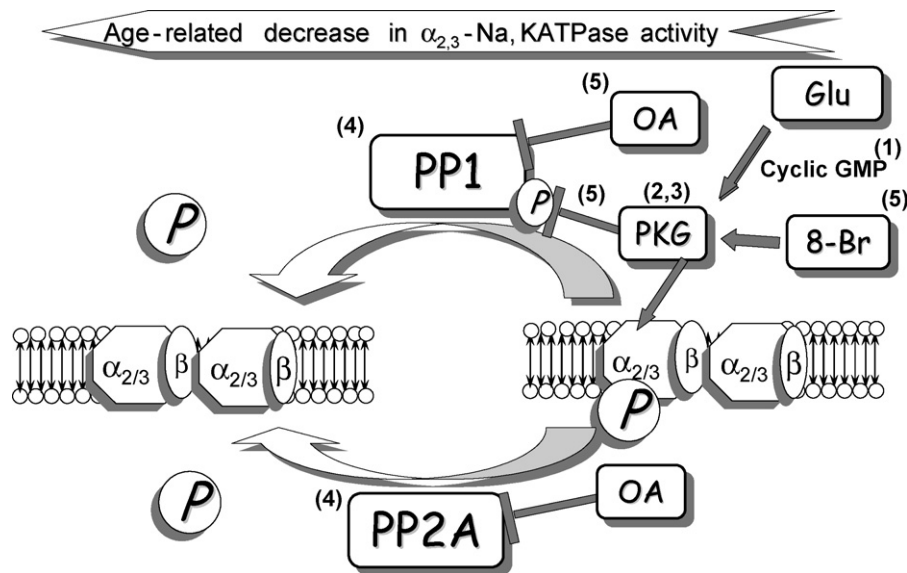 Age-related decrease in α2,3-Na,KATPase activity
(5)
OA
Glu
(4)
PP1
Cyclic GMP (1)
P
(5)
(2,3)
PKG
(5)
8-Br
P
α2/3 β α2/3 β
α2/3 β α2/3 β
P
P
(4)
PP2A
OA